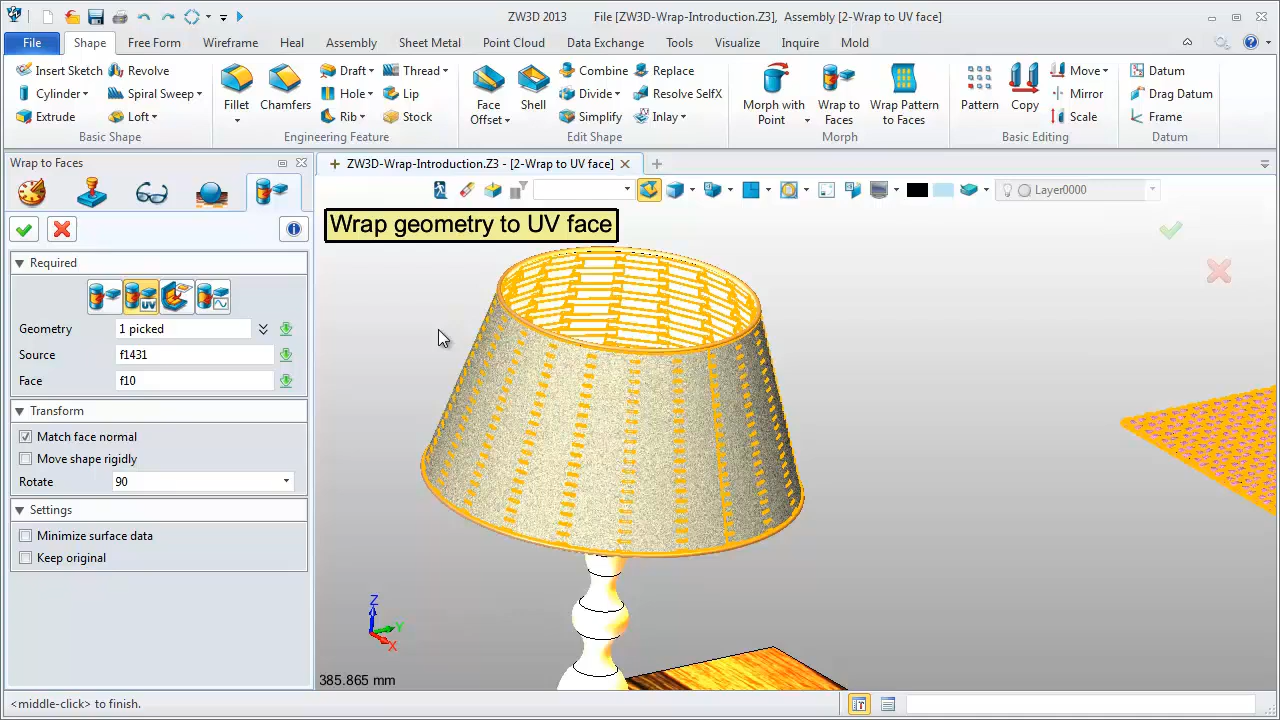 ZW3D 2013 File [ZW3D-Wrap-Introduction.Z3], Assembly [2-Wrap to UV face]
File Shape Free Form Wireframe Heal Assembly Sheet Metal Point Cloud Data Exchange Tools Visualize Inquire Mold
Insert Sketch Revolve Draft Thread Combine Replace Move Datum
Cylinder Spiral Sweep Fillet Chamfers Hole Lip Face Offset Shell Divide Resolve SelfX Morph with Point Wrap to Faces Wrap Pattern to Faces Pattern Copy Mirror Drag Datum
Extrude Loft Rib Stock Simplify Inlay Scale Frame
Basic Shape Engineering Feature Edit Shape Morph Basic Editing Datum
Wrap to Faces ZW3D-Wrap-Introduction.Z3 - [2-Wrap to UV face]
Layer0000
Wrap geometry to UV face
Required
UV
Geometry 1 picked
Source f1431
Face f10
Transform
Match face normal
Move shape rigidly
Rotate 90
Settings
Minimize surface data
Keep original
Z
Y
X
385.865 mm
<middle-click> to finish.